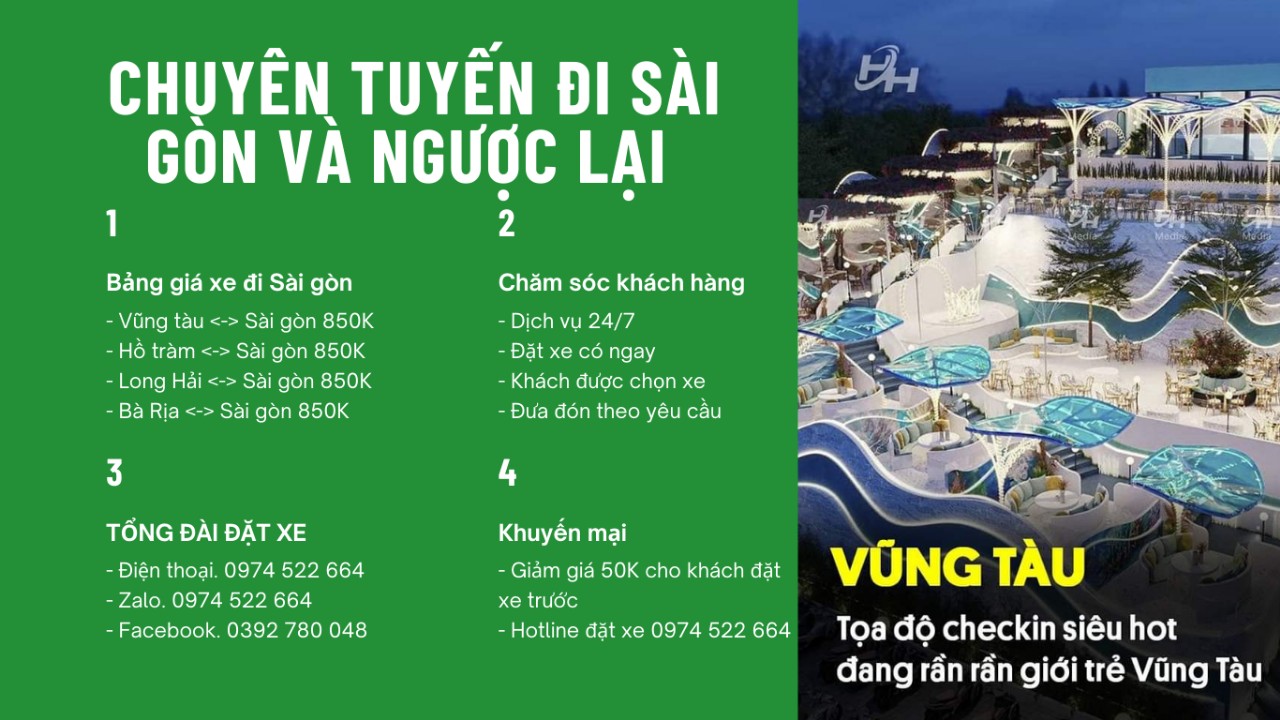 CHUYÊN TUYẾN ĐI SÀI
GÒN VÀ NGƯỢC LẠI
1
Bảng giá xe đi Sài gòn
- Vũng tàu <-> Sài gòn 850K
- Hồ tràm <-> Sài gòn 850K
- Long Hải <-> Sài gòn 850K
- Bà Rịa <-> Sài gòn 850K
2
Chăm sóc khách hàng
- Dịch vụ 24/7
- Đặt xe có ngay
- Khách được chọn xe
- Đưa đón theo yêu cầu
3
TỔNG ĐÀI ĐẶT XE
- Điện thoại. 0974 522 664
- Zalo. 0974 522 664
- Facebook. 0392 780 048
4
Khuyến mại
- Giảm giá 50K cho khách đặt
xe trước
- Hotline đặt xe 0974 522 664
H
Media
Media
Media
VŨNG TÀU
Tọa độ checkin siêu hot
đang rần rần giới trẻ Vũng Tàu